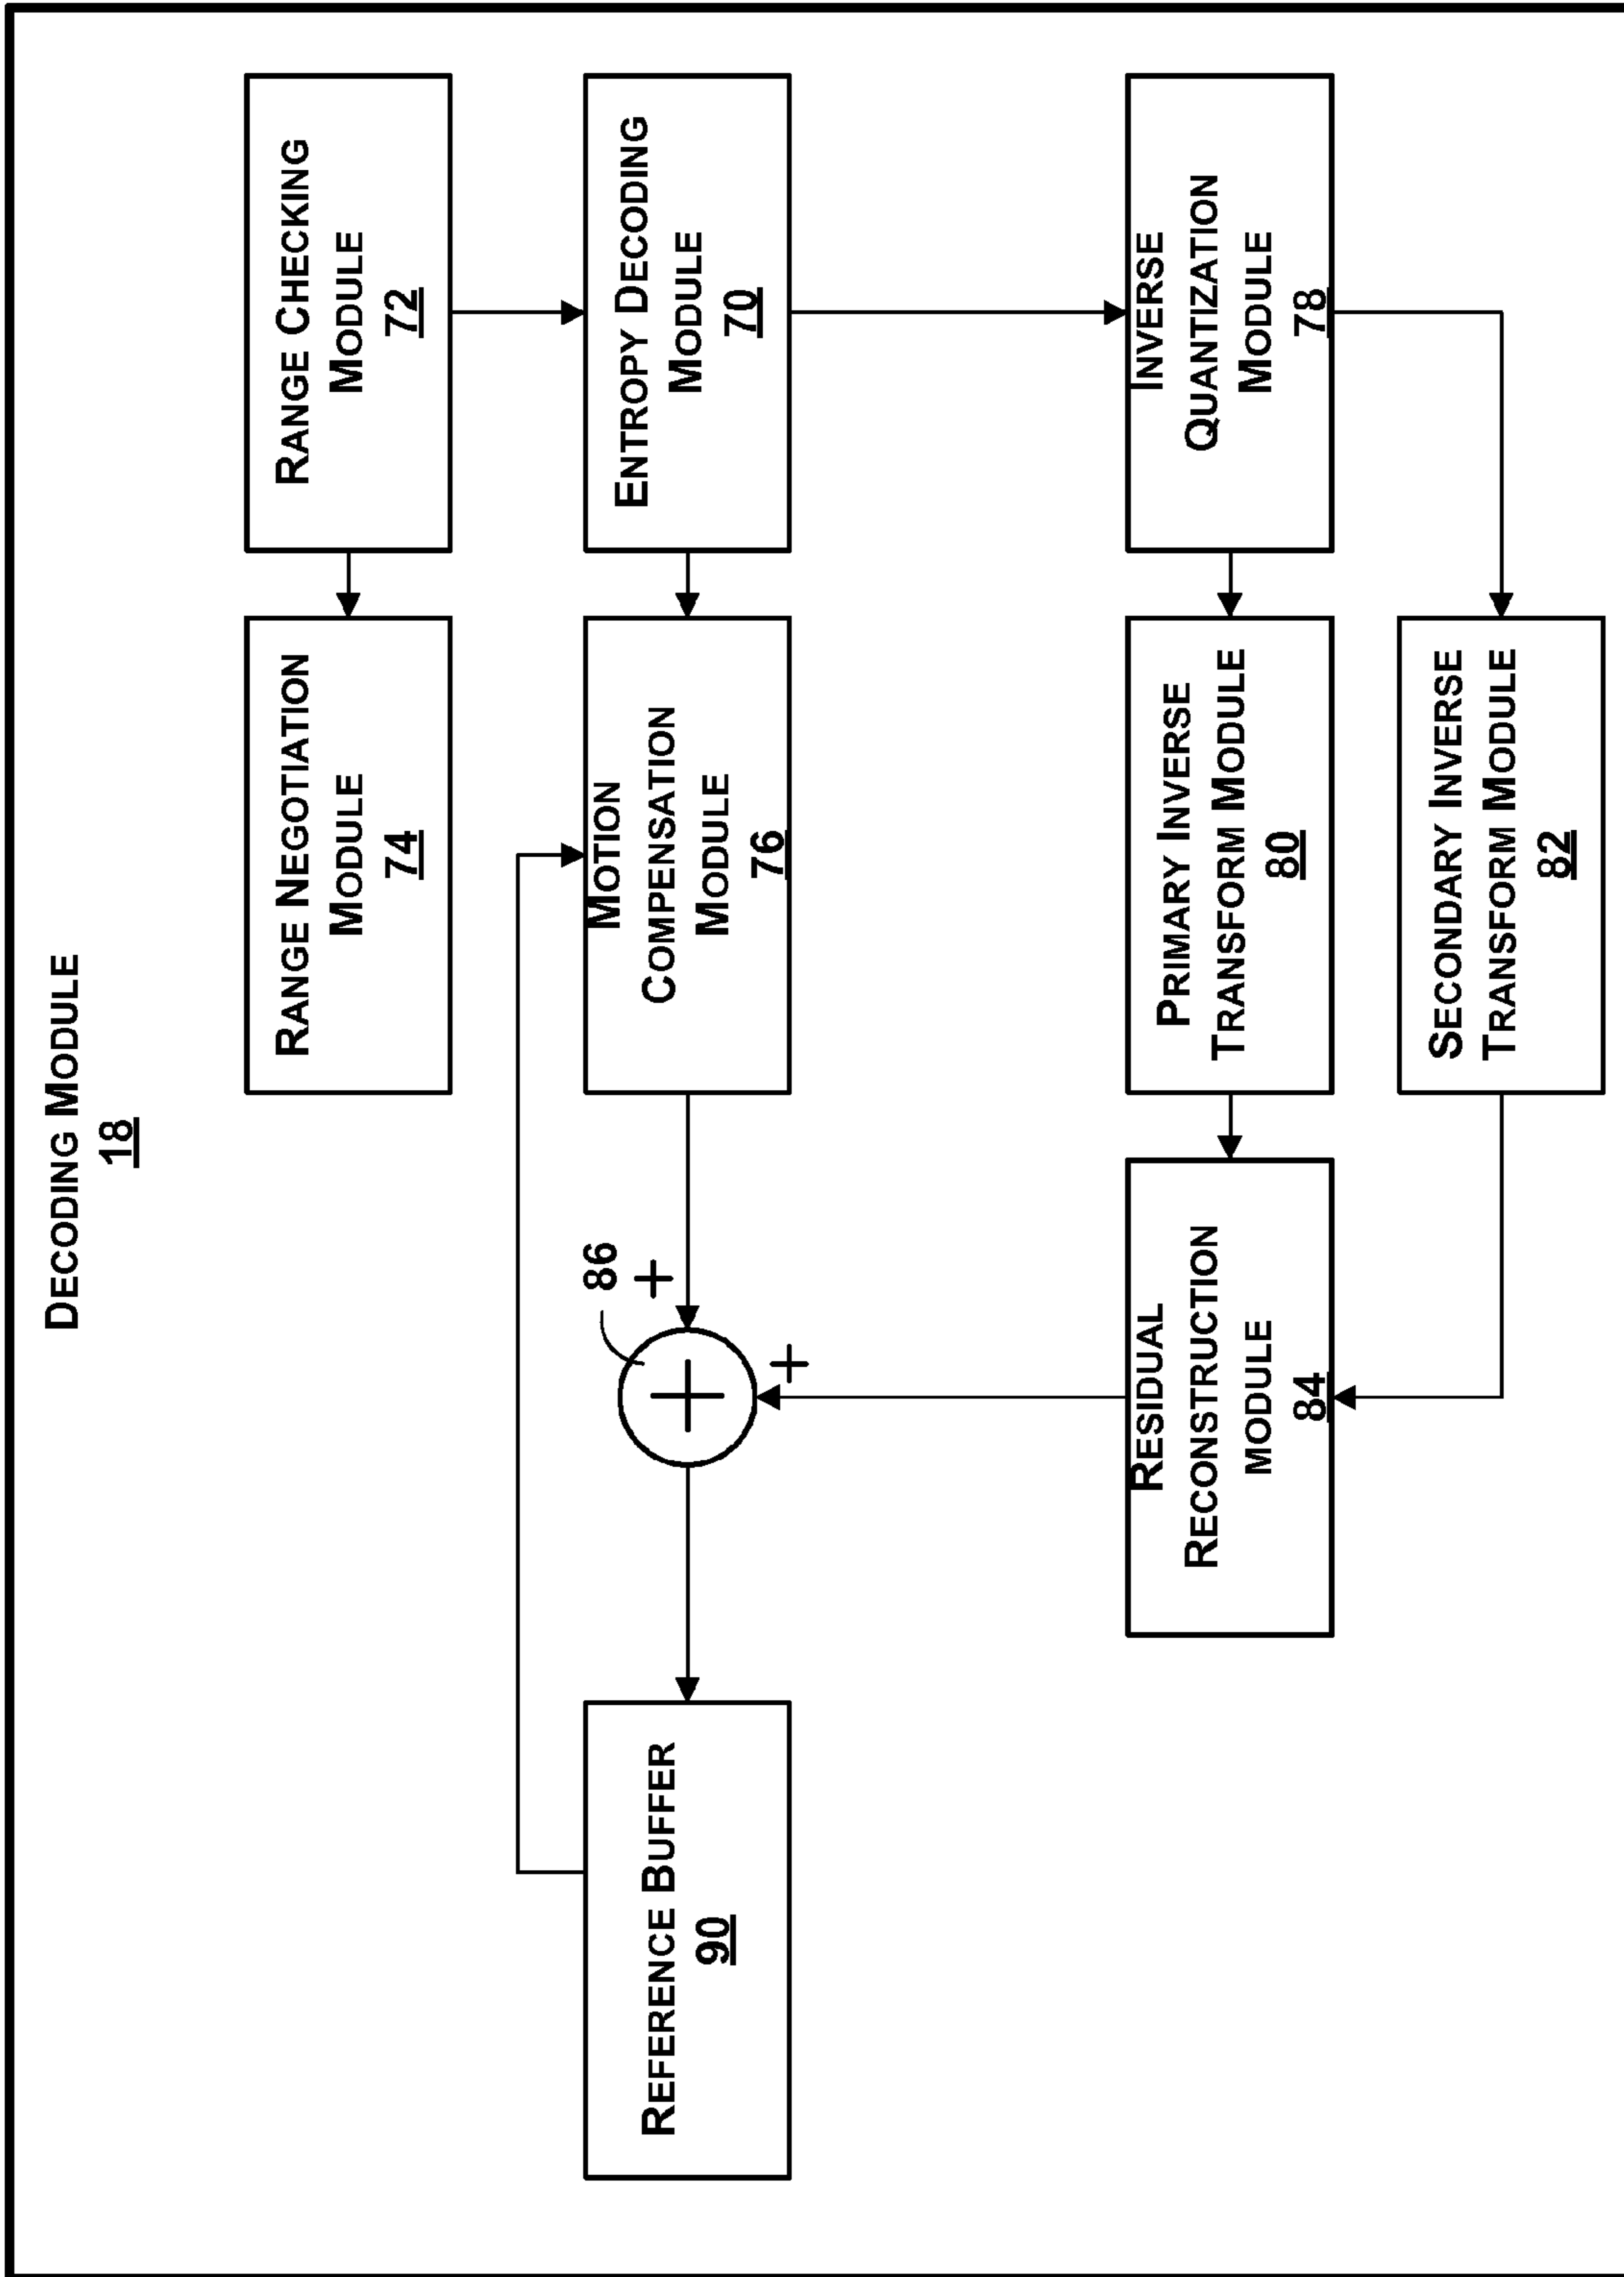 DECODING MODULE
18
REFERENCE BUFFER
90
86
+
+
+
RANGE NEGOTIATION
MODULE
74
RANGE CHECKING
MODULE
72
MOTION
COMPENSATION
MODULE
76
ENTROPY DECODING
MODULE
70
RESIDUAL
RECONSTRUCTION
MODULE
84
PRIMARY INVERSE
TRANSFORM MODULE
80
INVERSE
QUANTIZATION
MODULE
78
SECONDARY INVERSE
TRANSFORM MODULE
82